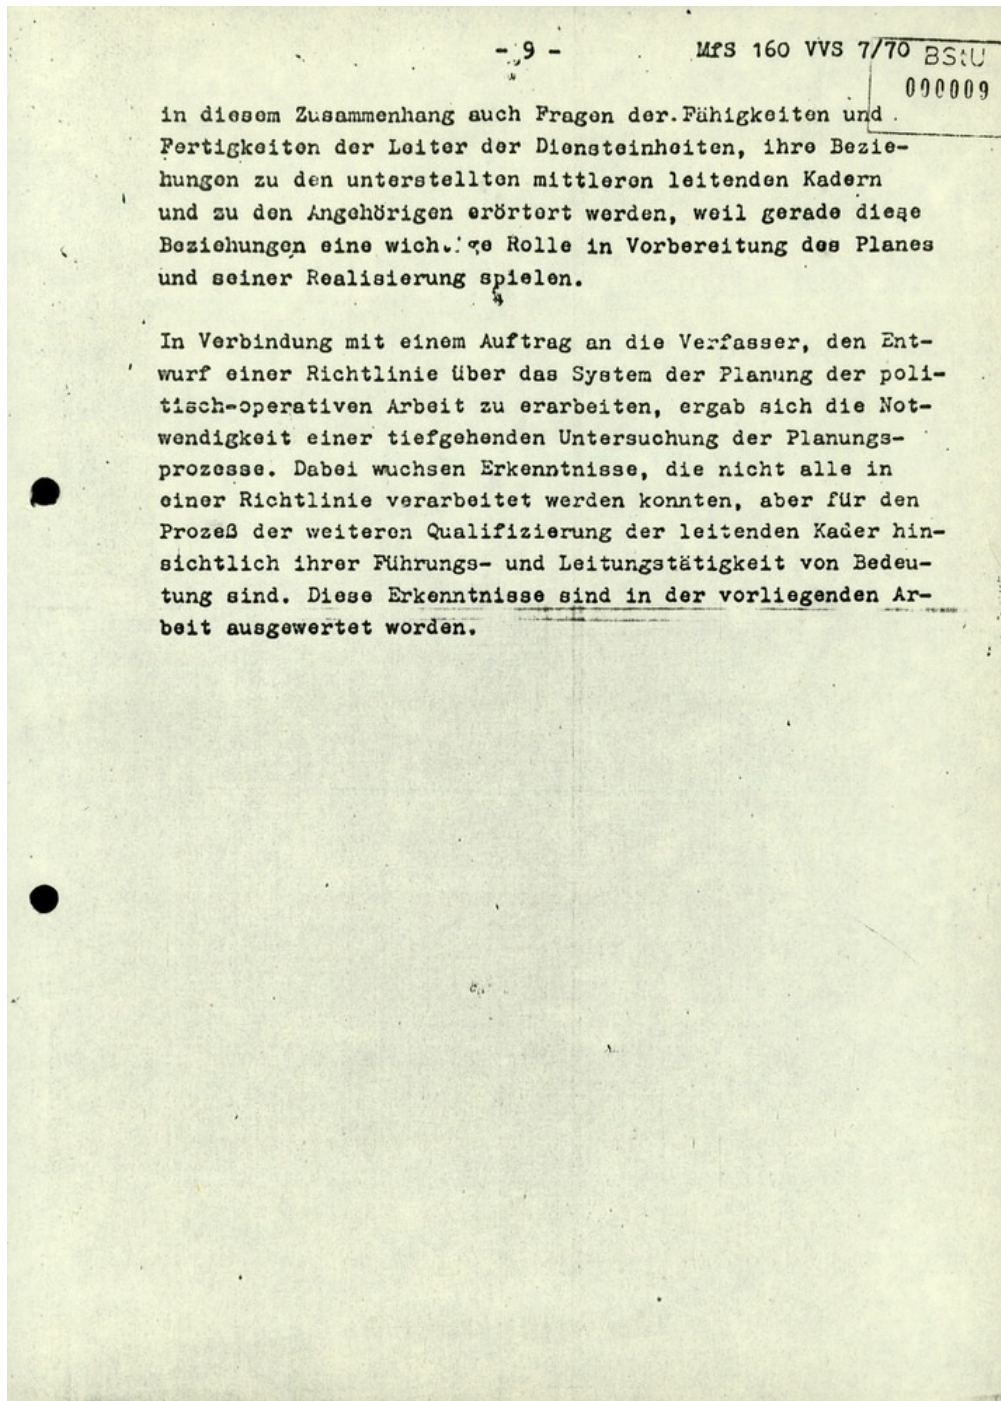 - 9 -
MfS 160 VVS 7/70
BStU
000009
in diesem Zusammenhang auch Fragen der Fähigkeiten und
Fertigkeiten der Leiter der Diensteinheiten, ihre Bezie-
hungen zu den unterstellten mittleren leitenden Kadern
und zu den Angehörigen erörtert werden, weil gerade diese
Beziehungen eine wichtige Rolle in Vorbereitung des Planes
und seiner Realisierung spielen.
In Verbindung mit einem Auftrag an die Verfasser, den Ent-
wurf einer Richtlinie über das System der Planung der poli-
tisch-operativen Arbeit zu erarbeiten, ergab sich die Not-
wendigkeit einer tiefgehenden Untersuchung der Planungs-
prozesse. Dabei wuchsen Erkenntnisse, die nicht alle in
einer Richtlinie verarbeitet werden konnten, aber für den
Prozeß der weiteren Qualifizierung der leitenden Kader hin-
sichtlich ihrer Führungs- und Leitungstätigkeit von Bedeu-
tung sind. Diese Erkenntnisse sind in der vorliegenden Ar-
beit ausgewertet worden.